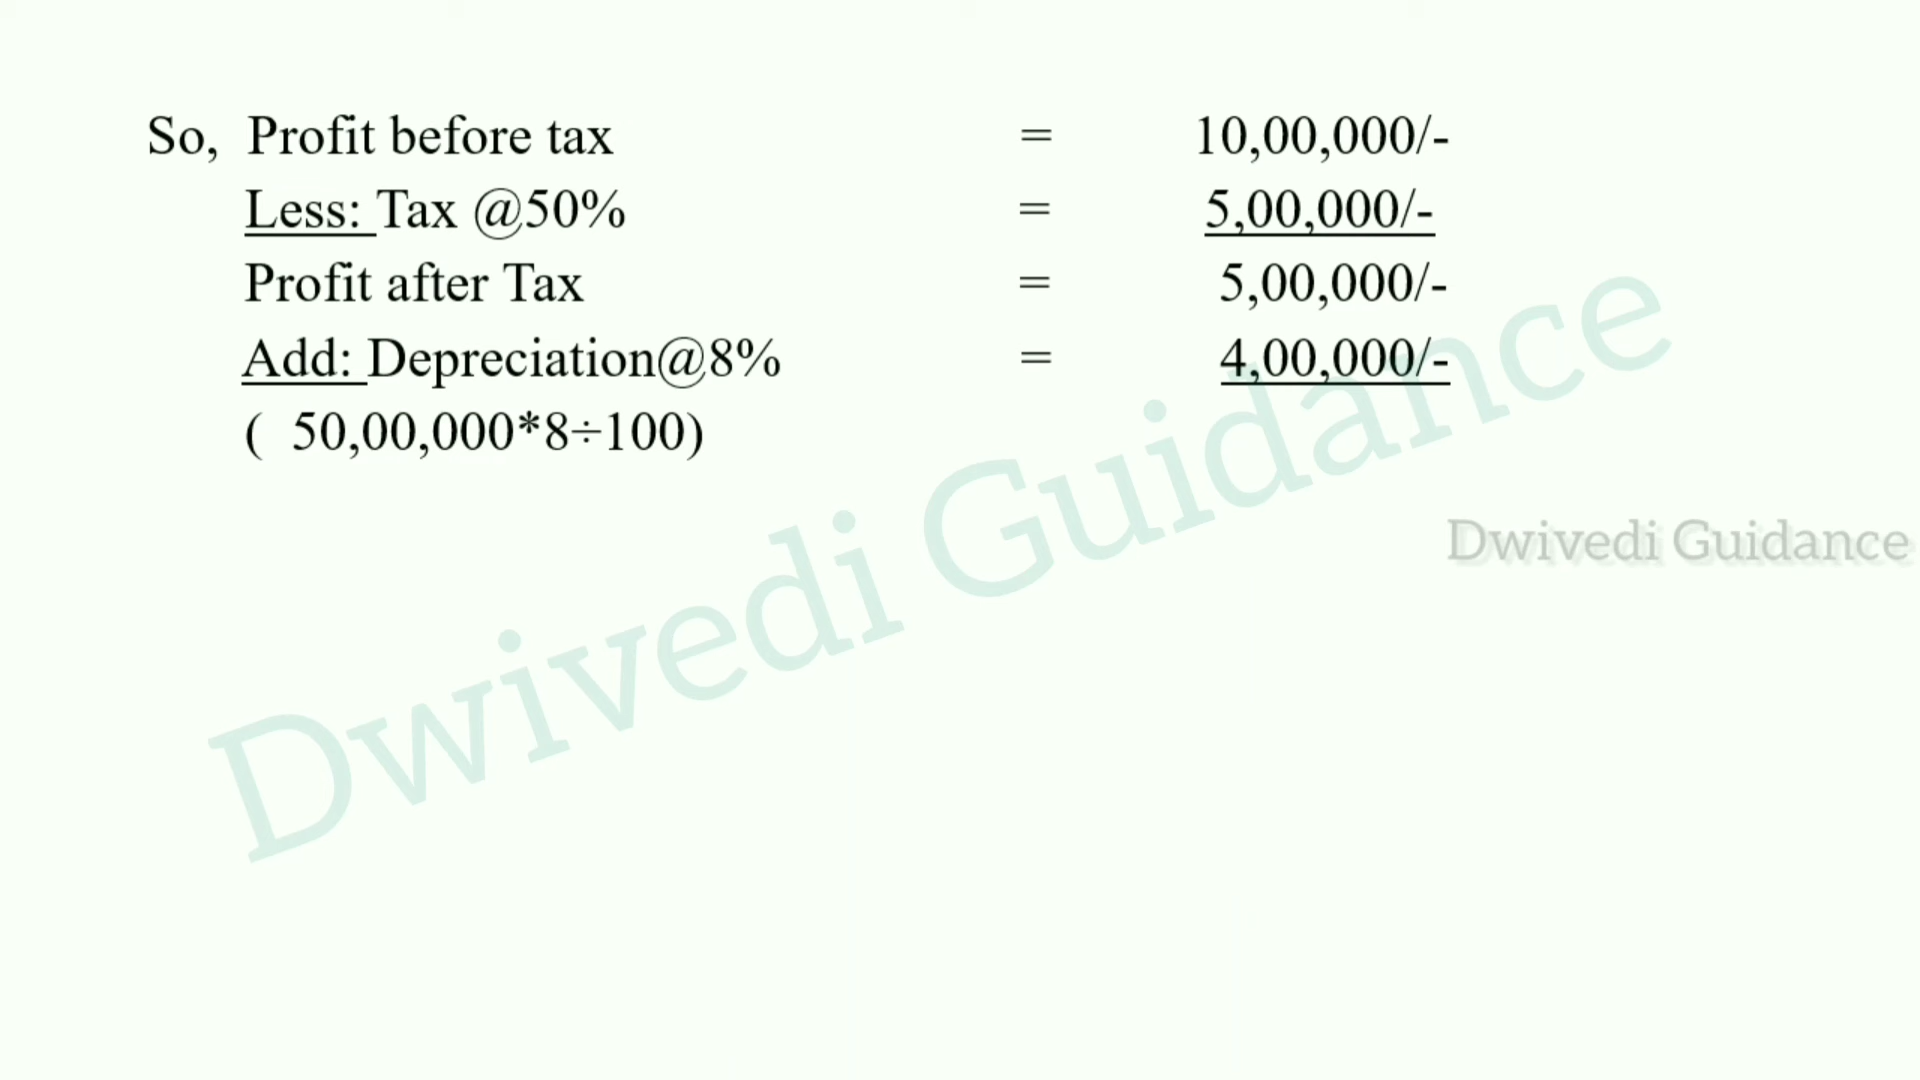 So, Profit before tax = 10,00,000/-
Less: Tax @50% = 5,00,000/-
Profit after Tax = 5,00,000/-
Add: Depreciation@8% = 4,00,000/-
( 50,00,000*8÷100)
Dwivedi Guidance
Dwivedi Guidance